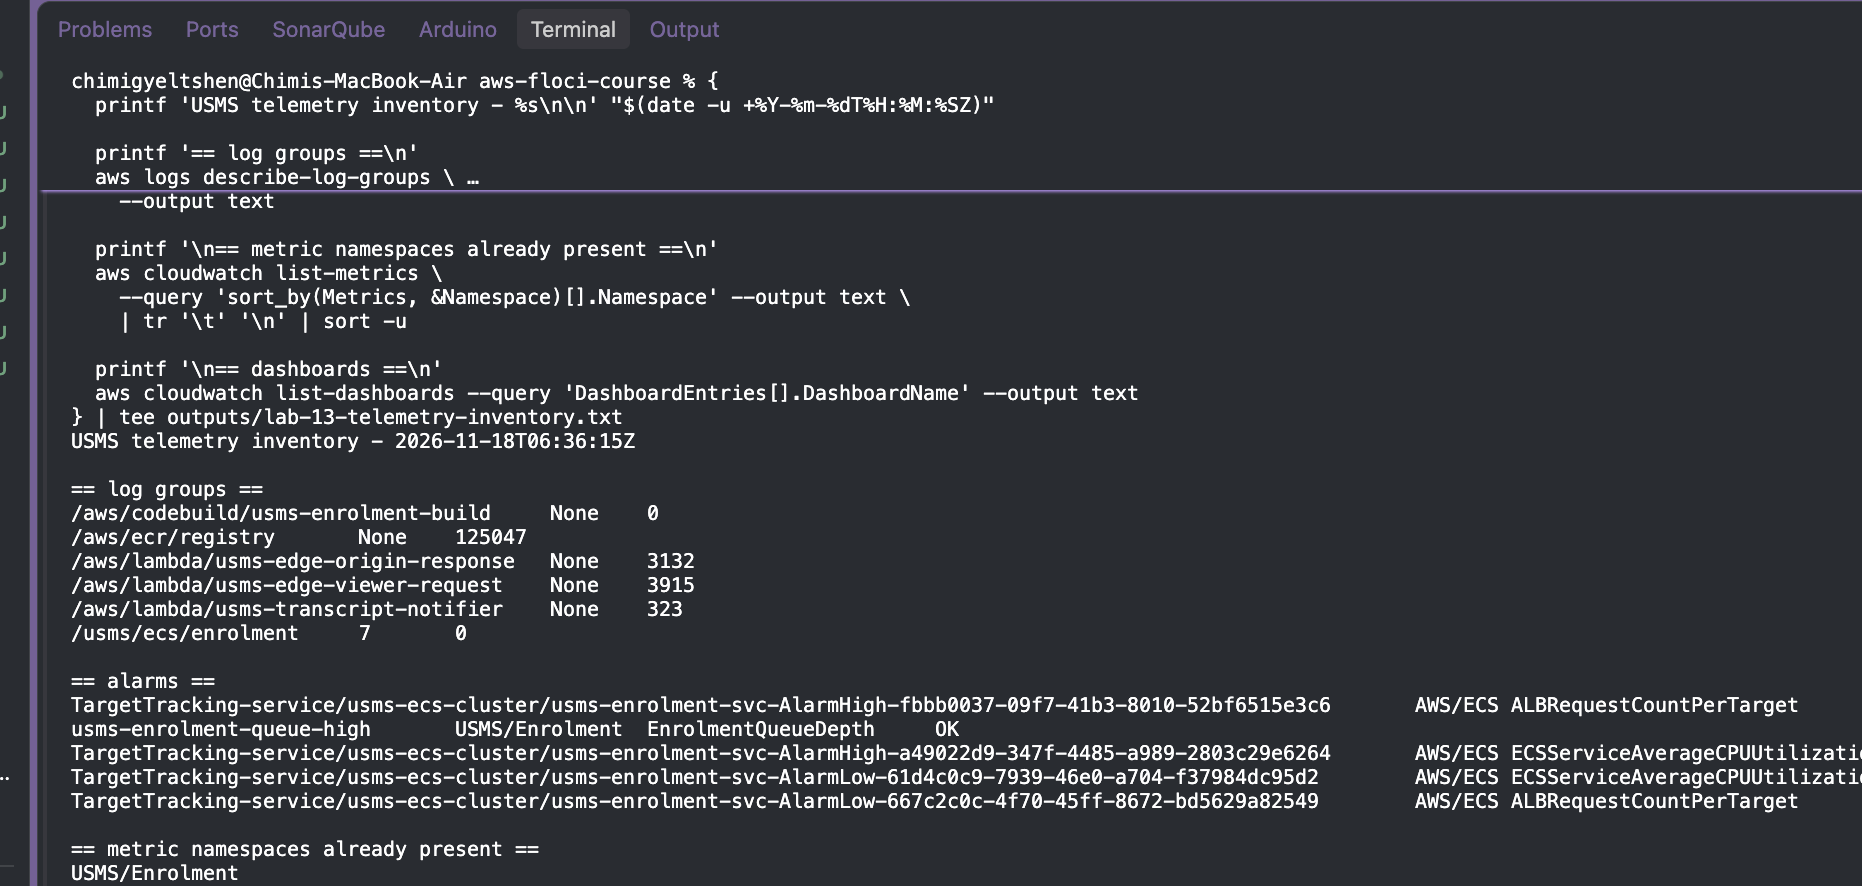 Problems Ports SonarQube Arduino Terminal Output
chimigyeltshen@Chimis-MacBook-Air aws-floci-course % {
  printf 'USMS telemetry inventory - %s\n\n' "$(date -u +%Y-%m-%dT%H:%M:%SZ)"
  printf '== log groups ==\n'
  aws logs describe-log-groups \ …
    --output text
  printf '\n== metric namespaces already present ==\n'
  aws cloudwatch list-metrics \
    --query 'sort_by(Metrics, &Namespace)[].Namespace' --output text \
    | tr '\t' '\n' | sort -u
  printf '\n== dashboards ==\n'
  aws cloudwatch list-dashboards --query 'DashboardEntries[].DashboardName' --output text
} | tee outputs/lab-13-telemetry-inventory.txt
USMS telemetry inventory - 2026-11-18T06:36:15Z
== log groups ==
/aws/codebuild/usms-enrolment-build None 0
/aws/ecr/registry None 125047
/aws/lambda/usms-edge-origin-response None 3132
/aws/lambda/usms-edge-viewer-request None 3915
/aws/lambda/usms-transcript-notifier None 323
/usms/ecs/enrolment 7 0
== alarms ==
TargetTracking-service/usms-ecs-cluster/usms-enrolment-svc-AlarmHigh-fbbb0037-09f7-41b3-8010-52bf6515e3c6 AWS/ECS ALBRequestCountPerTarget
usms-enrolment-queue-high USMS/Enrolment EnrolmentQueueDepth OK
TargetTracking-service/usms-ecs-cluster/usms-enrolment-svc-AlarmHigh-a49022d9-347f-4485-a989-2803c29e6264 AWS/ECS ECSServiceAverageCPUUtilizatio
TargetTracking-service/usms-ecs-cluster/usms-enrolment-svc-AlarmLow-61d4c0c9-7939-46e0-a704-f37984dc95d2 AWS/ECS ECSServiceAverageCPUUtilizatio
TargetTracking-service/usms-ecs-cluster/usms-enrolment-svc-AlarmLow-667c2c0c-4f70-45ff-8672-bd5629a82549 AWS/ECS ALBRequestCountPerTarget
== metric namespaces already present ==
USMS/Enrolment